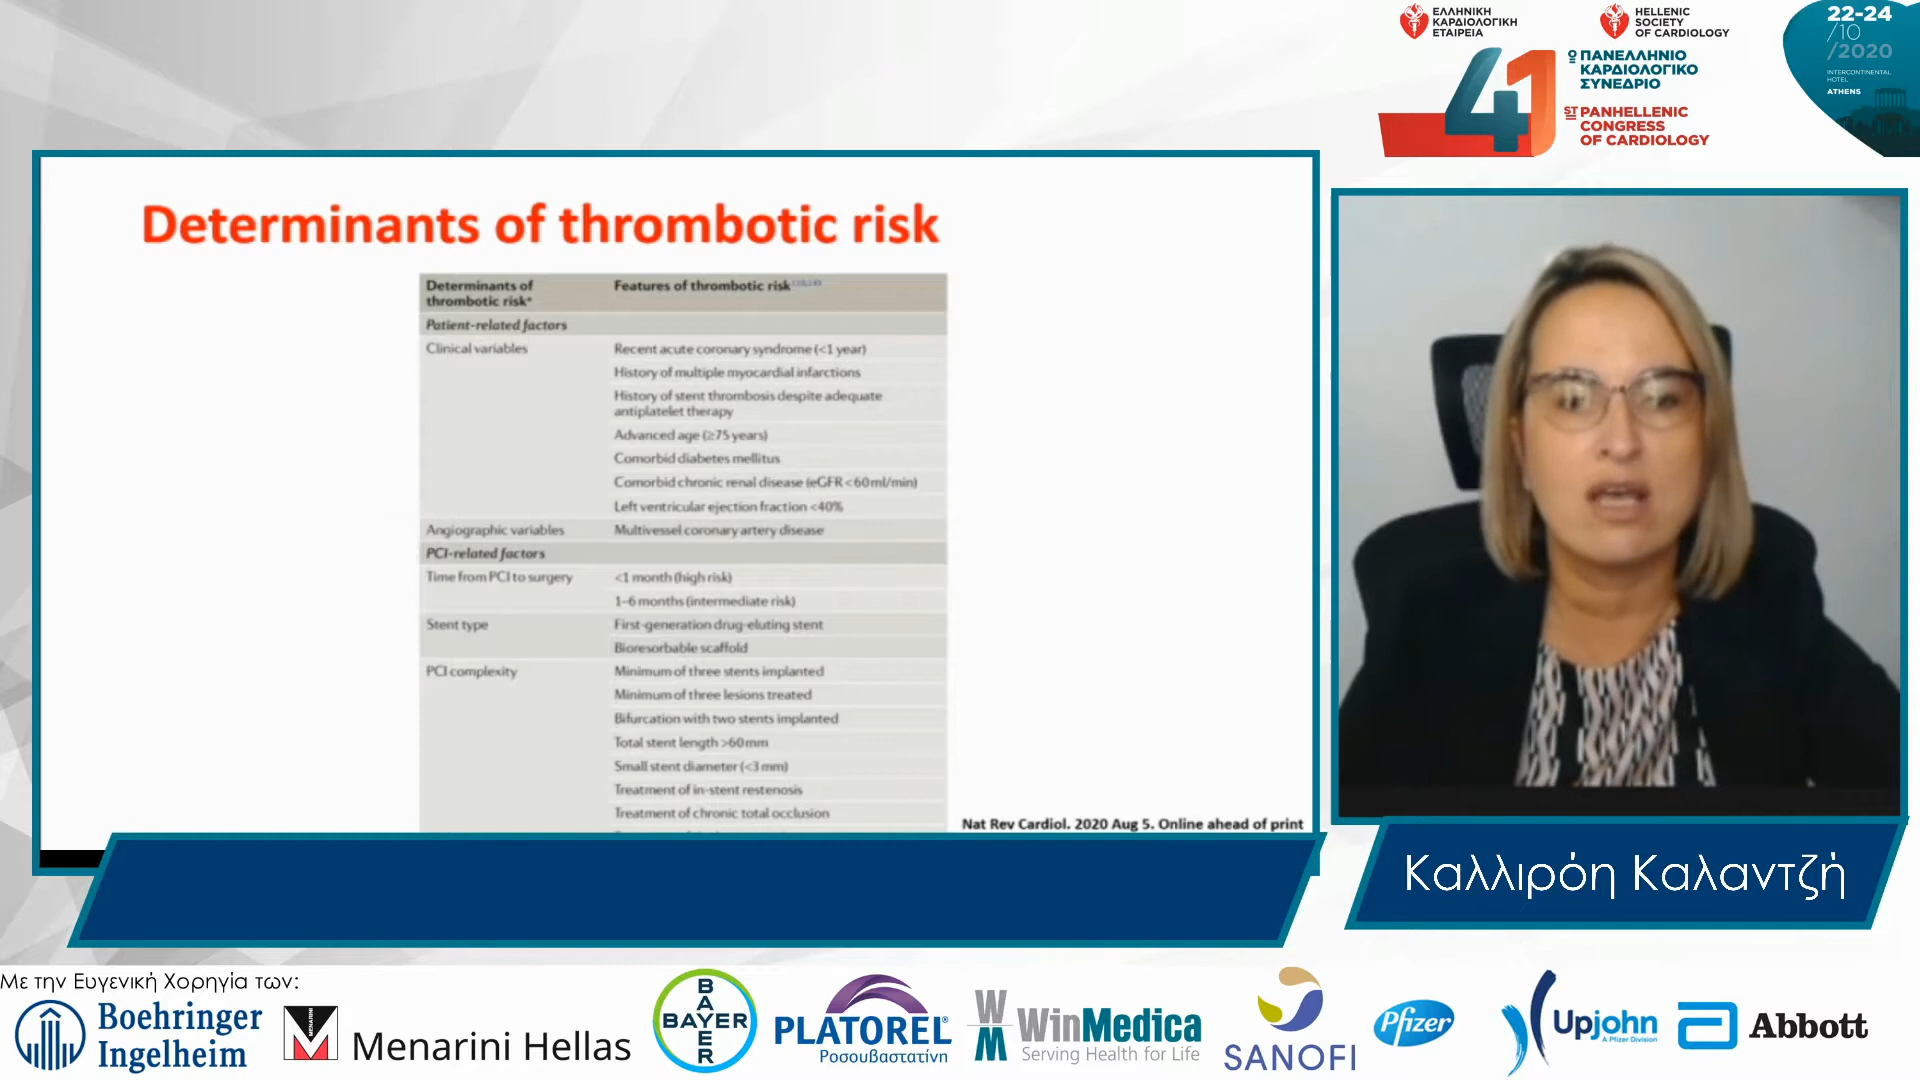 ΕΛΛΗΝΙΚΗ
ΚΑΡΔΙΟΛΟΓΙΚΗ
ΕΤΑΙΡΕΙΑ
HELLENIC
SOCIETY
OF CARDIOLOGY
41
ο ΠΑΝΕΛΛΗΝΙΟ
ΚΑΡΔΙΟΛΟΓΙΚΟ
ΣΥΝΕΔΡΙΟ
ST PANHELLENIC
CONGRESS
OF CARDIOLOGY
22-24
/10
/2020
INTERCONTINENTAL
HOTEL
ATHENS
Determinants of thrombotic risk
Determinants of
thrombotic risk*
Features of thrombotic risk
Patient-related factors
Clinical variables
Recent acute coronary syndrome (<1 year)
History of multiple myocardial infarctions
History of stent thrombosis despite adequate
antiplatelet therapy
Advanced age (≥75 years)
Comorbid diabetes mellitus
Comorbid chronic renal disease (eGFR <60 ml/min)
Left ventricular ejection fraction <40%
Angiographic variables
Multivessel coronary artery disease
PCI-related factors
Time from PCI to surgery
<1 month (high risk)
1–6 months (intermediate risk)
Stent type
First-generation drug-eluting stent
Bioresorbable scaffold
PCI complexity
Minimum of three stents implanted
Minimum of three lesions treated
Bifurcation with two stents implanted
Total stent length >60 mm
Small stent diameter (<3 mm)
Treatment of in-stent restenosis
Treatment of chronic total occlusion
Nat Rev Cardiol. 2020 Aug 5. Online ahead of print
Καλλιρόη Καλαντζή
Με την Ευγενική Χορηγία των:
Boehringer
Ingelheim
MENARINI
Menarini Hellas
BAYER
BAYER
PLATOREL®
Ροσουβαστατίνη
WM
WinMedica
Serving Health for Life
SANOFI
Pfizer
Upjohn
A Pfizer Division
Abbott